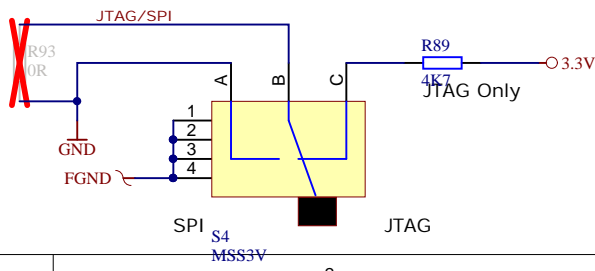 JTAG/SPI
R93
0R
R89
4K7
3.3V
JTAG Only
A
B
C
1
2
3
4
GND
FGND
SPI
JTAG
S4
MSS3V